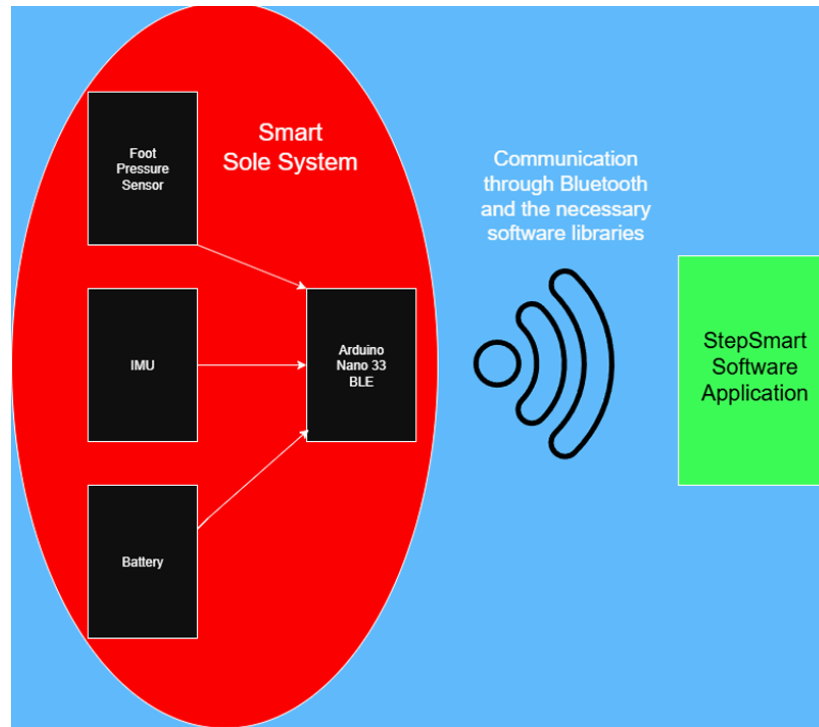 Foot
Pressure
Sensor
Smart
Sole System
IMU
Arduino
Nano 33
BLE
Battery
Communication
through Bluetooth
and the necessary
software libraries
StepSmart
Software
Application